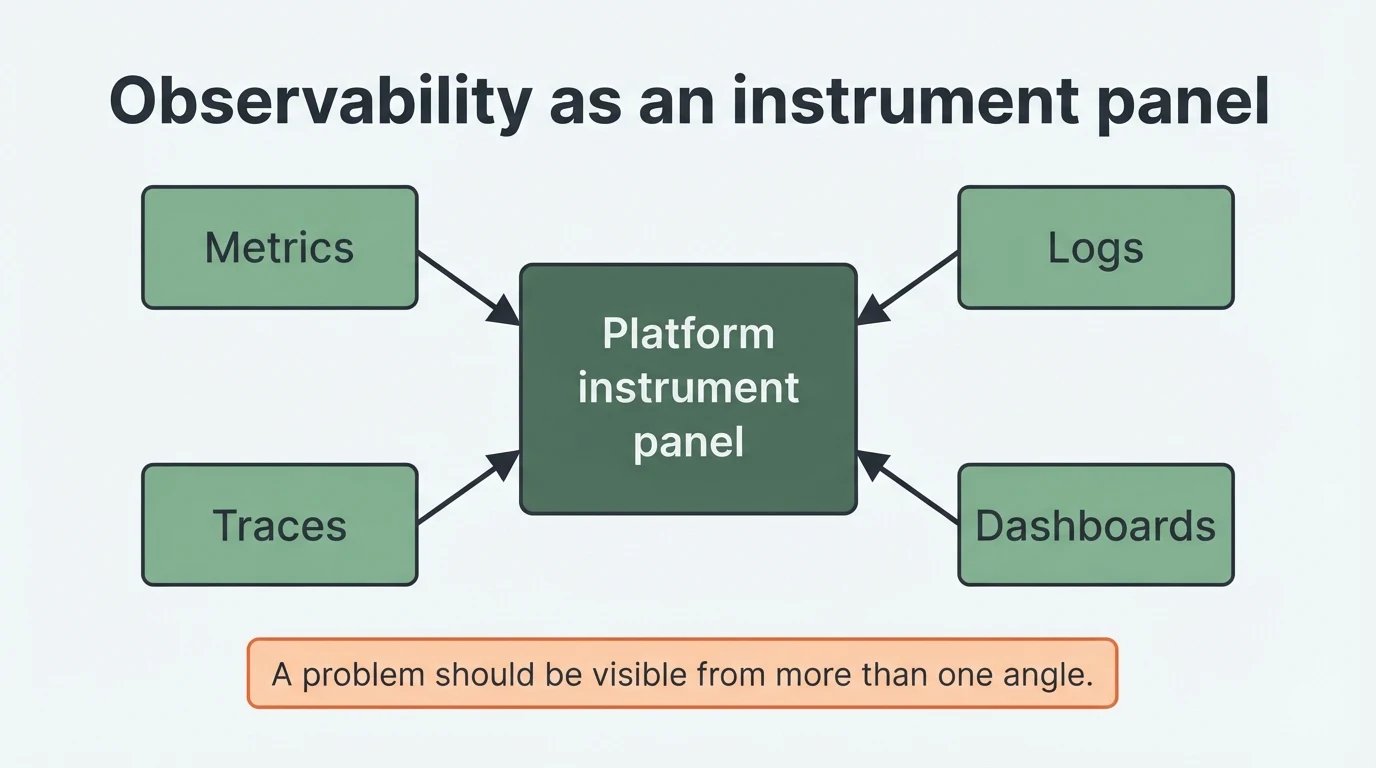 Observability as an instrument panel
Metrics
Logs
Platform
instrument
panel
Traces
Dashboards
A problem should be visible from more than one angle.